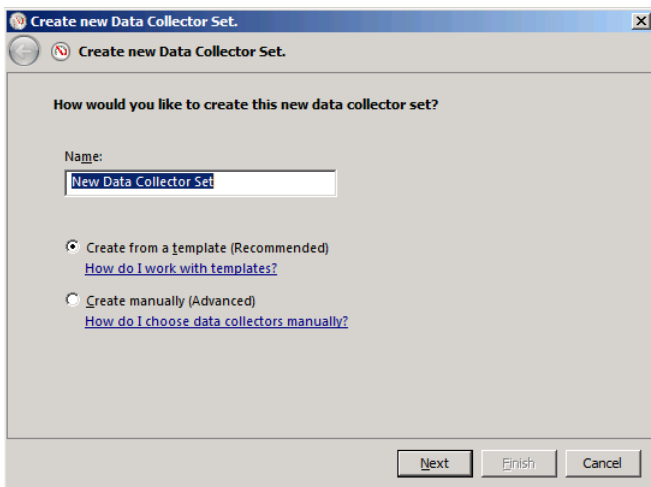 Create new Data Collector Set.
Create new Data Collector Set.
How would you like to create this new data collector set?
Name:
New Data Collector Set
Create from a template (Recommended)
How do I work with templates?
Create manually (Advanced)
How do I choose data collectors manually?
Next Finish Cancel